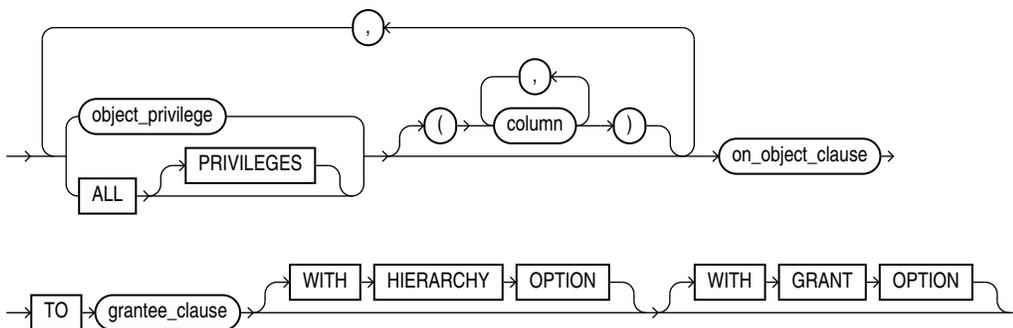 ,
,
object_privilege
( column )
PRIVILEGES
on_object_clause
ALL
WITH HIERARCHY OPTION WITH GRANT OPTION
TO grantee_clause